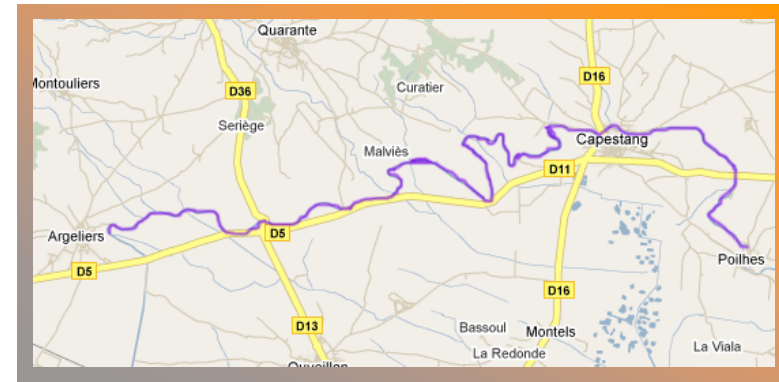 Quarante
Montouliers
D36
D16
Curatier
Seriège
Capestang
Malviès
D11
Argeliers
D5
Poilhes
D5
D16
D13
Bassoul
Montels
La Viala
La Redonde
Ouveillan